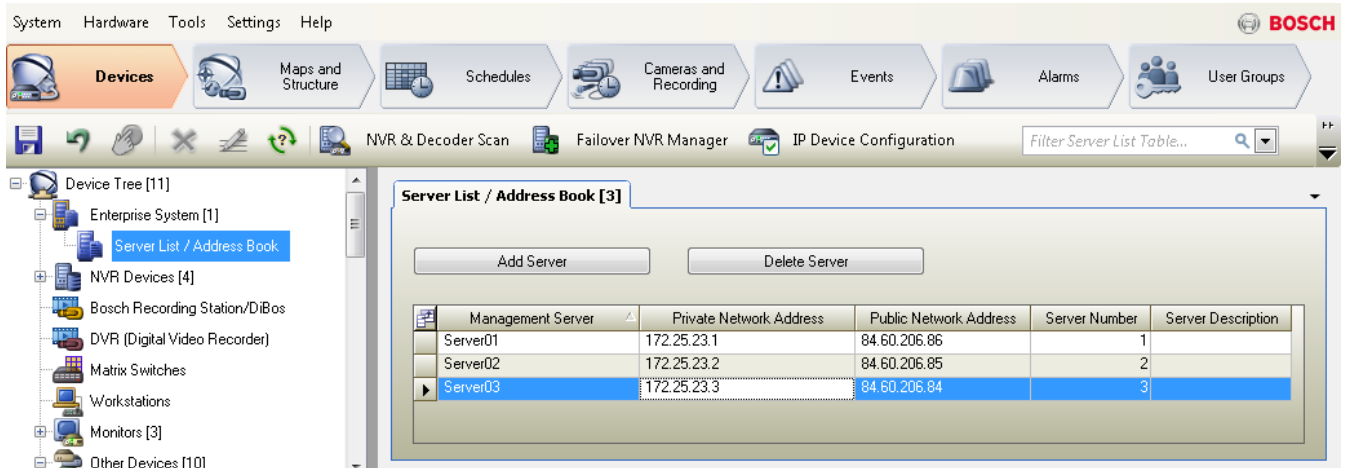 System Hardware Tools Settings Help BOSCH
Devices Maps and Structure Schedules Cameras and Recording Events Alarms User Groups
NVR & Decoder Scan Failover NVR Manager IP Device Configuration Filter Server List Table...
Device Tree [11]
Enterprise System [1]
Server List / Address Book
NVR Devices [4]
Bosch Recording Station/DiBos
DVR (Digital Video Recorder)
Matrix Switches
Workstations
Monitors [3]
Other Devices [10]
Server List / Address Book [3]
Add Server Delete Server
Management Server Private Network Address Public Network Address Server Number Server Description
Server01 172.25.23.1 84.60.206.86 1
Server02 172.25.23.2 84.60.206.85 2
Server03 172.25.23.3 84.60.206.84 3